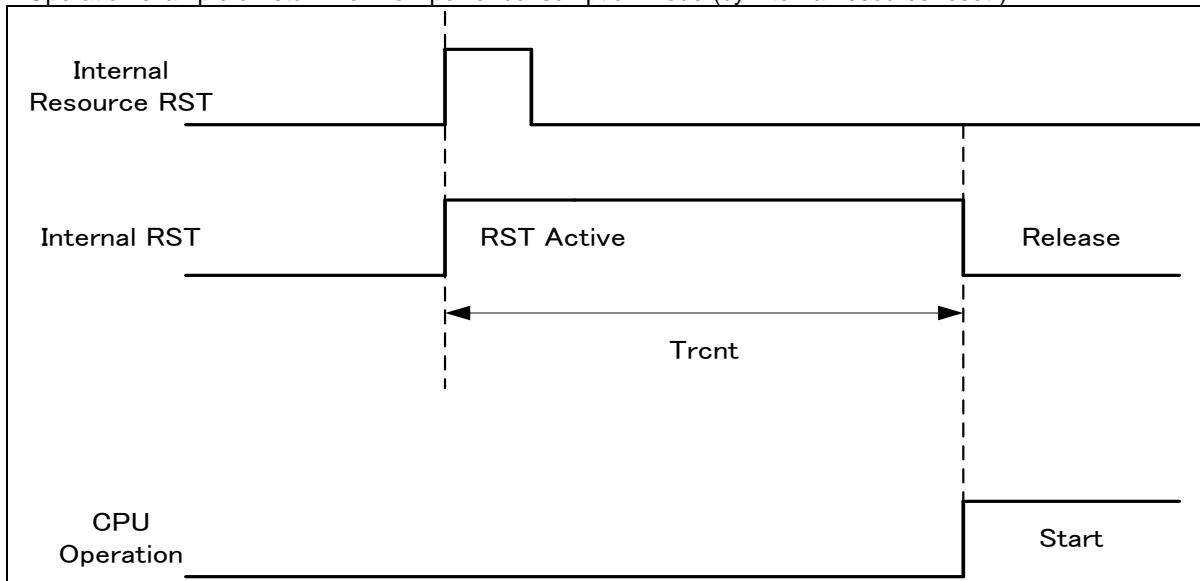 Internal
Resource RST
Internal RST
RST Active
Release
Trcnt
CPU
Operation
Start